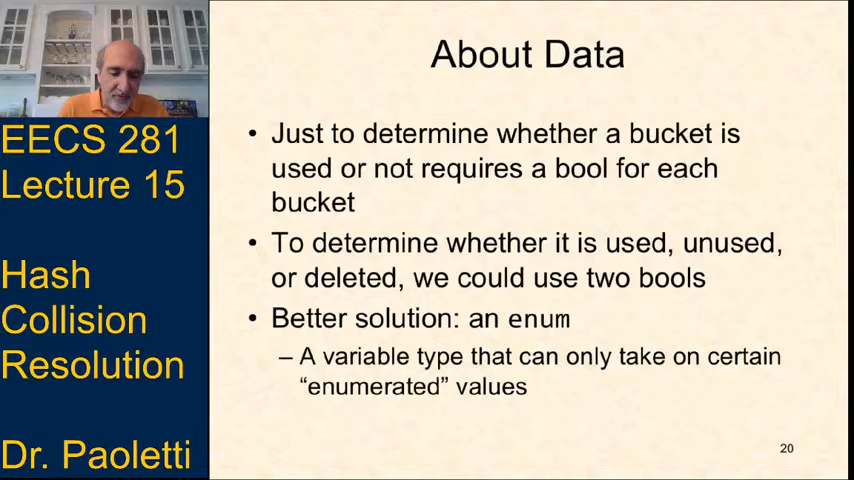 EECS 281
Lecture 15
Hash
Collision
Resolution
Dr. Paoletti
About Data
• Just to determine whether a bucket is
used or not requires a bool for each
bucket
• To determine whether it is used, unused,
or deleted, we could use two bools
• Better solution: an enum
– A variable type that can only take on certain
“enumerated” values
20